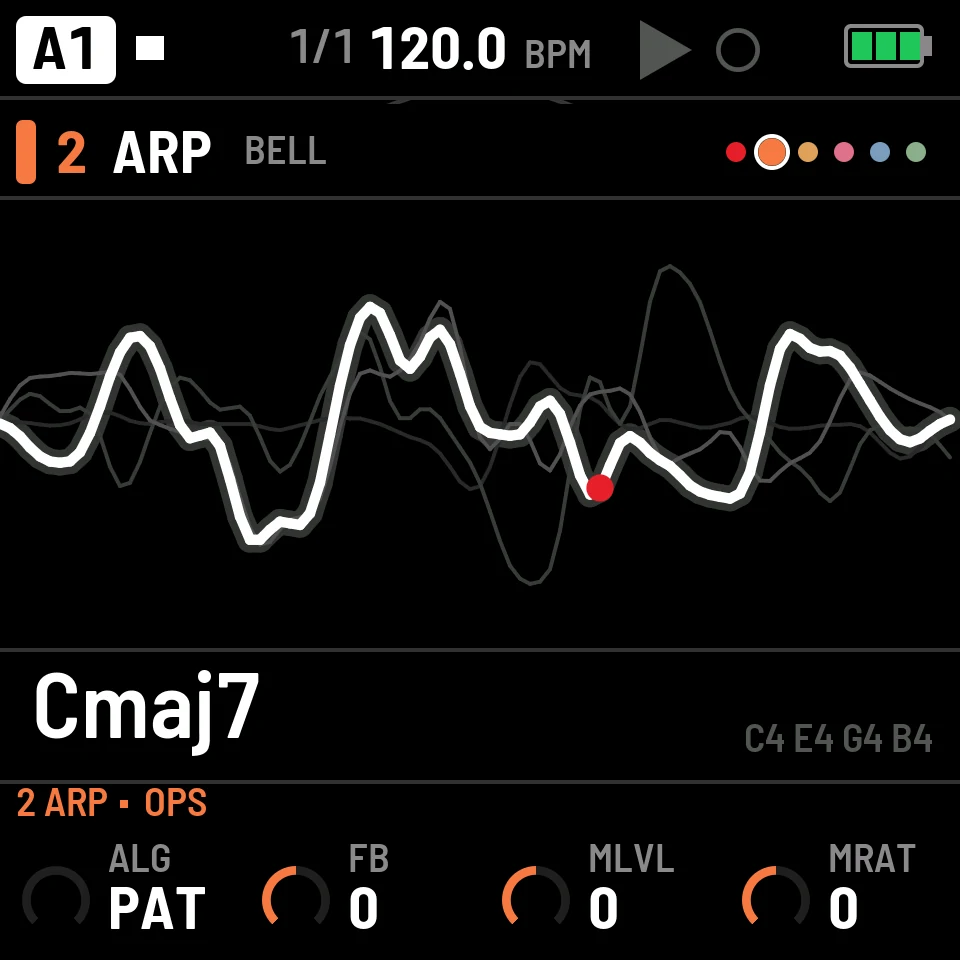 A1 1/1 120.0 BPM
2 ARP BELL
Cmaj7
C4 E4 G4 B4
2 ARP · OPS
ALG FB MLVL MRAT
PAT 0 0 0